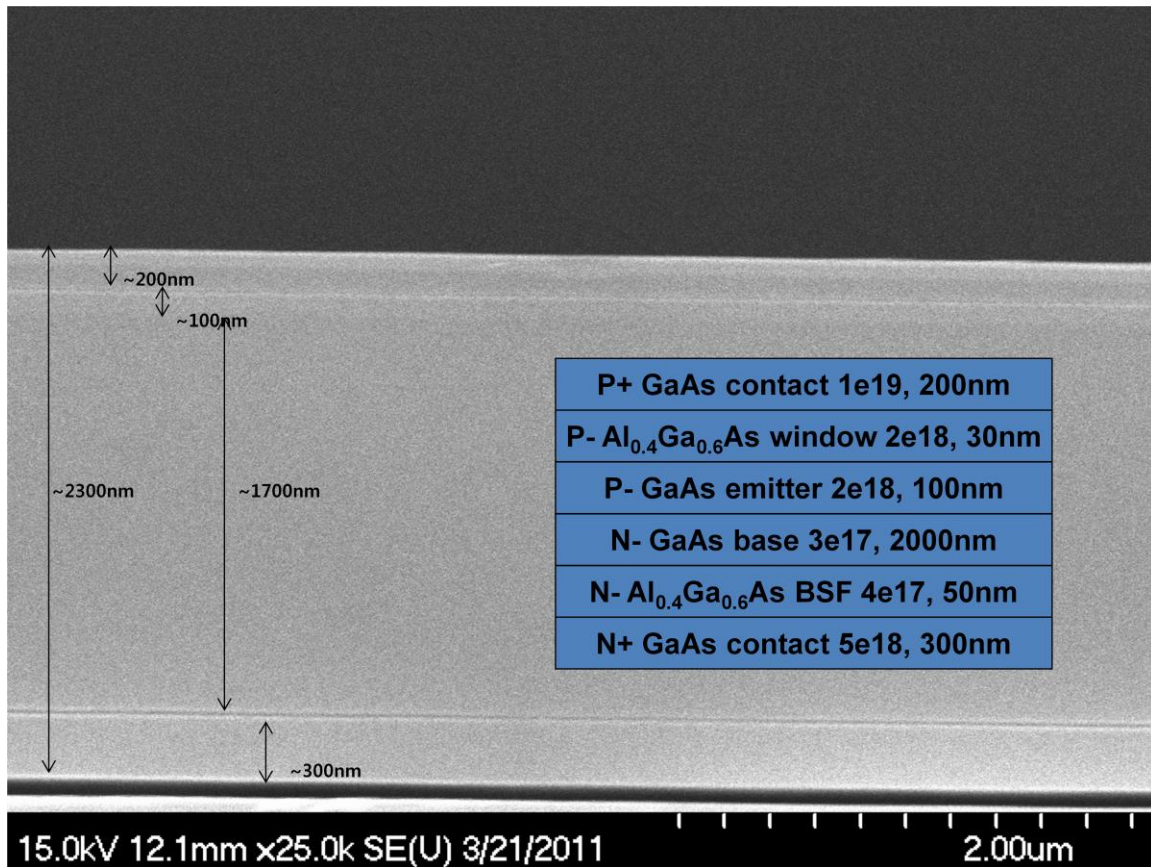 ~200nm
~100nm
P+ GaAs contact 1e19, 200nm
P- Al0.4Ga0.6As window 2e18, 30nm
P- GaAs emitter 2e18, 100nm
~2300nm
~1700nm
N- GaAs base 3e17, 2000nm
N- Al0.4Ga0.6As BSF 4e17, 50nm
N+ GaAs contact 5e18, 300nm
~300nm
15.0kV 12.1mm x25.0k SE(U) 3/21/2011
2.00um